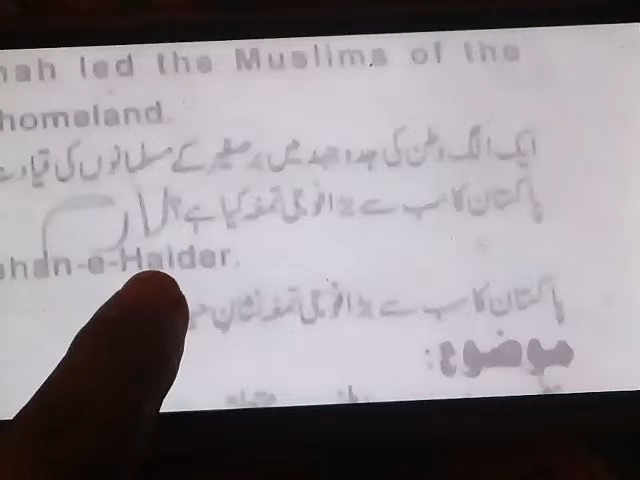 nah led the Muslims of the
homeland.
ایک الگ وطن کی جدوجہد میں برصغیر کے مسلمانوں کی قیادت
پاکستان کا سب سے بڑا فوجی تمغہ کیا ہے؟
shan-e-Haider.
پاکستان کا سب سے بڑا فوجی تمغہ نشانِ
موضوع: